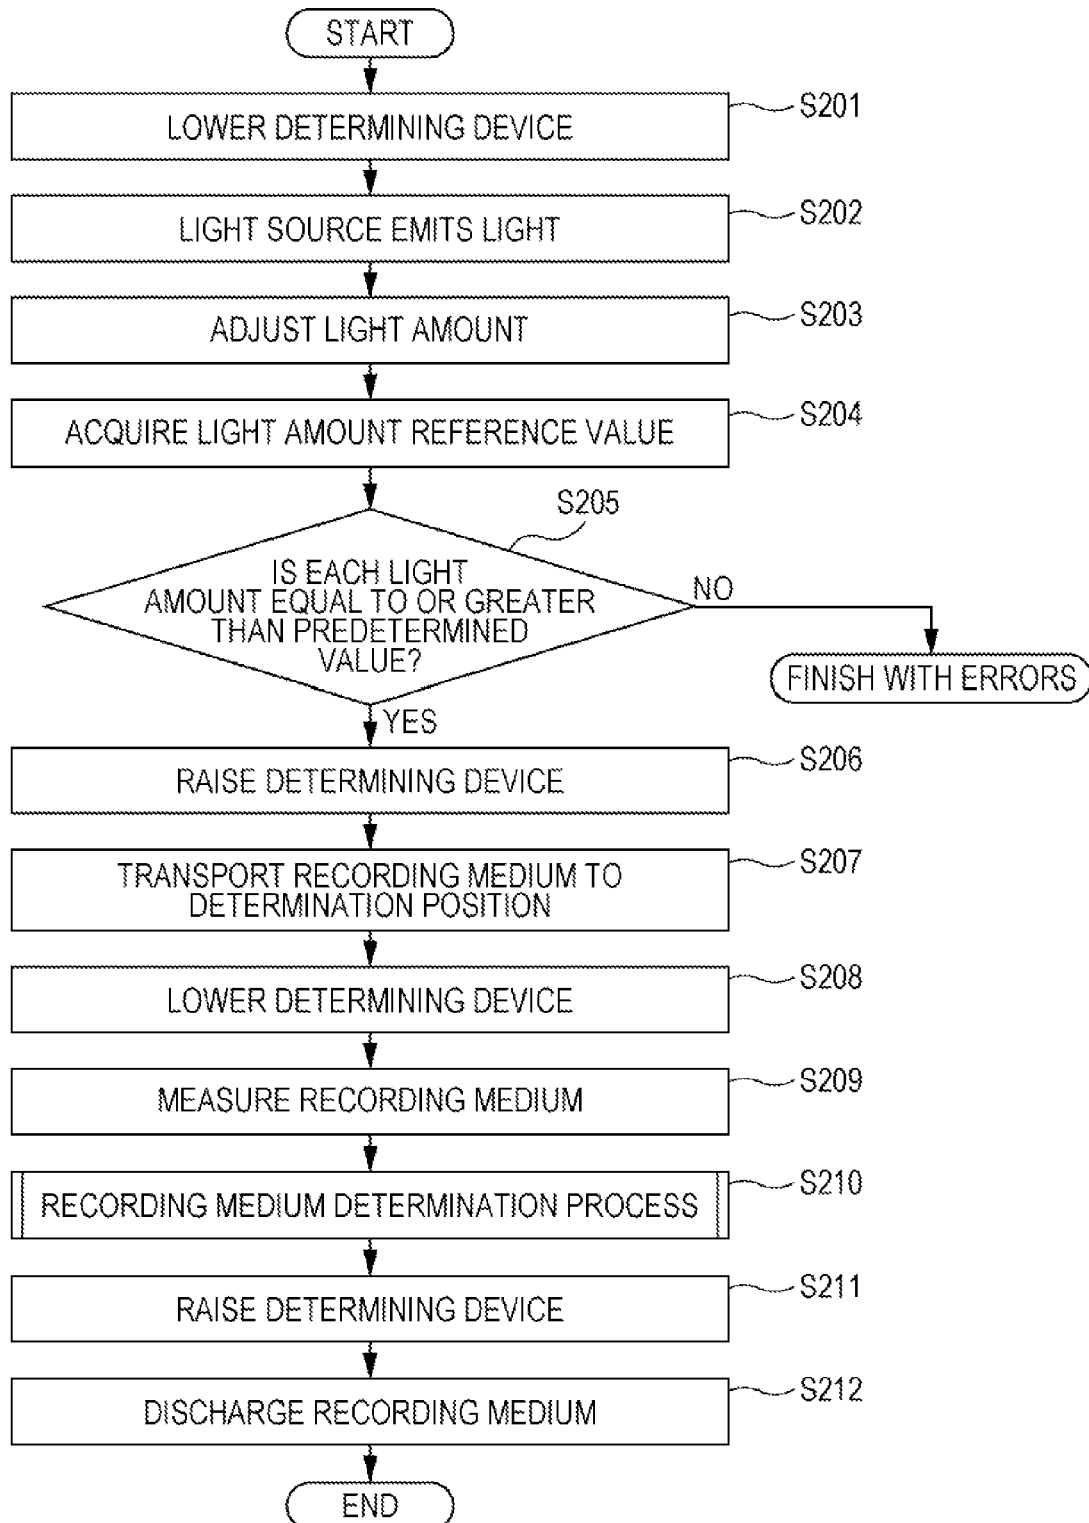 START
LOWER DETERMINING DEVICE
S201
LIGHT SOURCE EMITS LIGHT
S202
ADJUST LIGHT AMOUNT
S203
ACQUIRE LIGHT AMOUNT REFERENCE VALUE
S204
S205
IS EACH LIGHT
AMOUNT EQUAL TO OR GREATER
THAN PREDETERMINED
VALUE?
NO
FINISH WITH ERRORS
YES
RAISE DETERMINING DEVICE
S206
TRANSPORT RECORDING MEDIUM TO
DETERMINATION POSITION
S207
LOWER DETERMINING DEVICE
S208
MEASURE RECORDING MEDIUM
S209
RECORDING MEDIUM DETERMINATION PROCESS
S210
RAISE DETERMINING DEVICE
S211
DISCHARGE RECORDING MEDIUM
S212
END